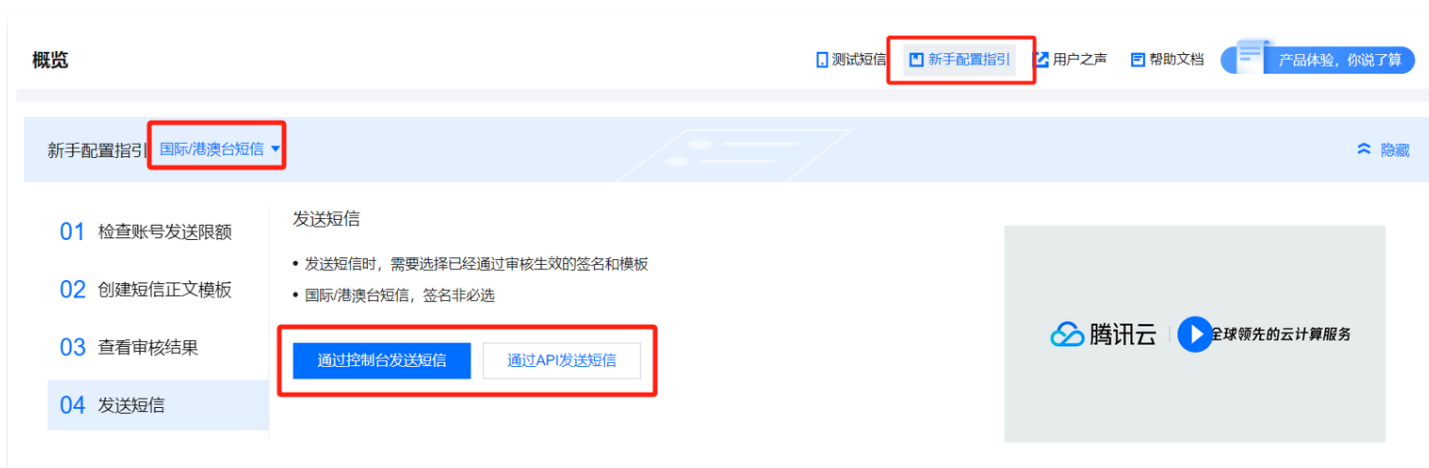 概览
测试短信 新手配置指引 用户之声 帮助文档 产品体验，你说了算
新手配置指引 国际/港澳台短信
隐藏
01 检查账号发送限额
02 创建短信正文模板
03 查看审核结果
04 发送短信
发送短信
• 发送短信时，需要选择已经通过审核生效的签名和模板
• 国际/港澳台短信，签名非必选
通过控制台发送短信 通过API发送短信
腾讯云 全球领先的云计算服务